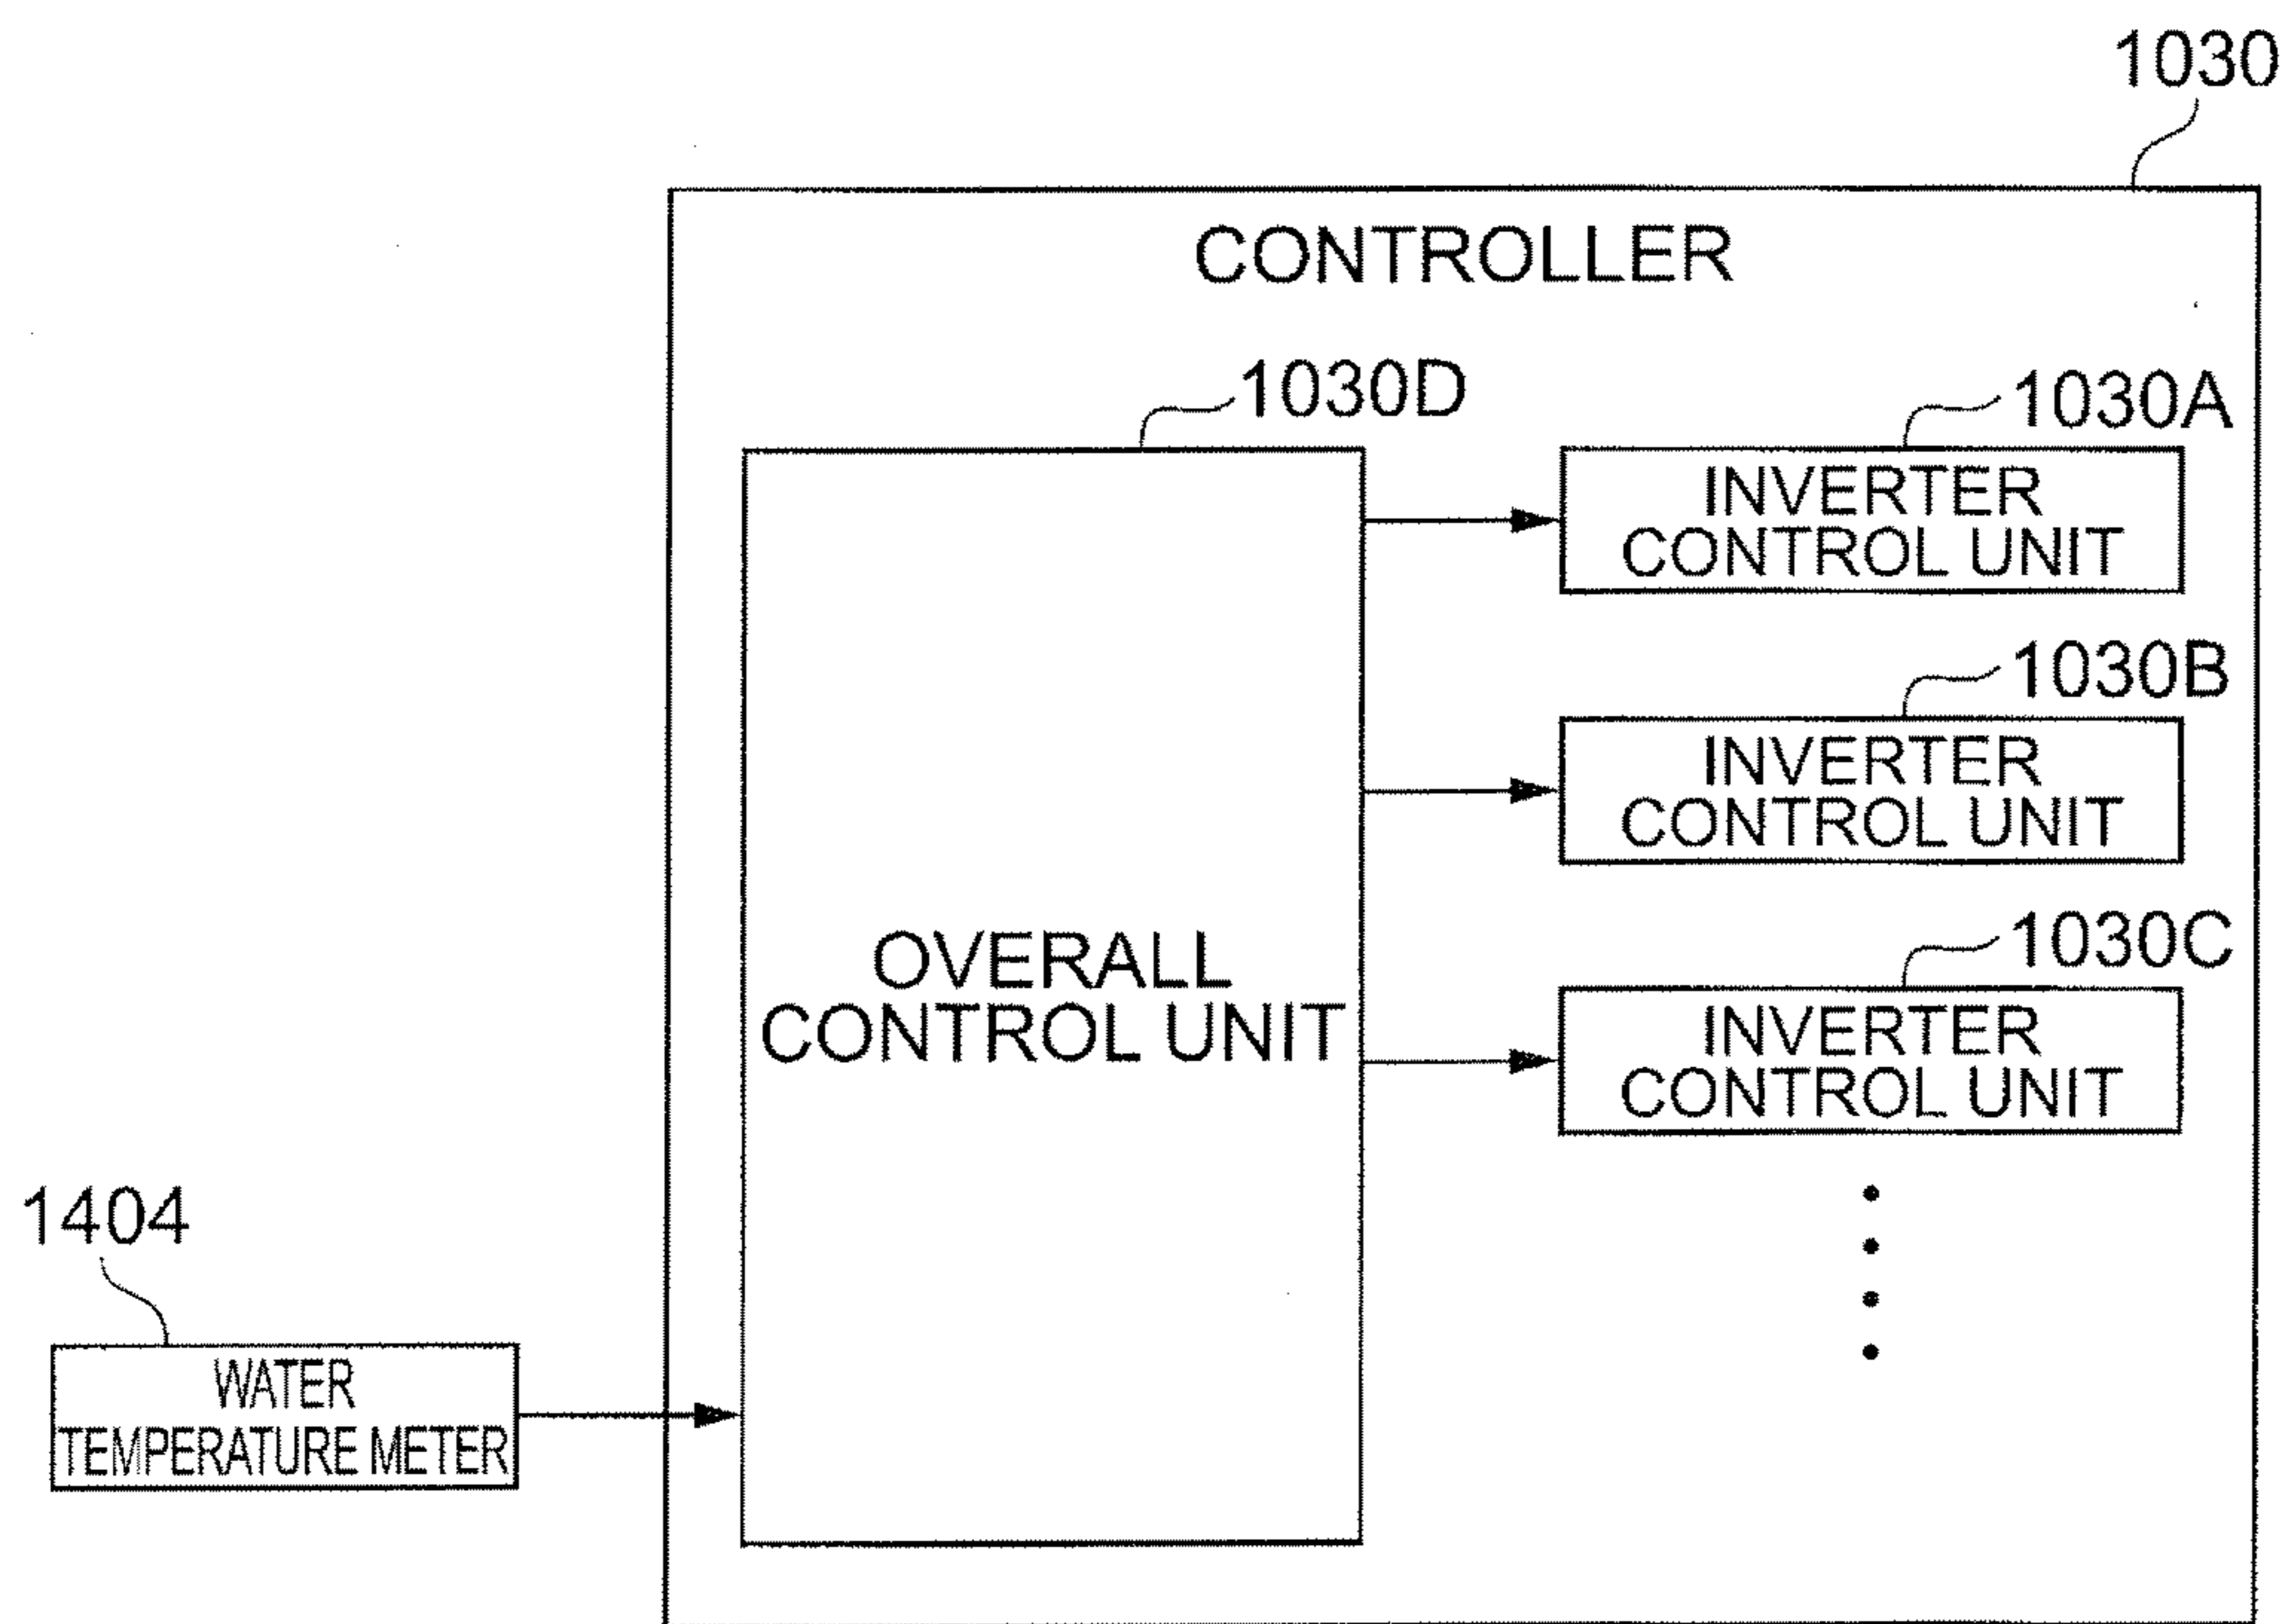 1030
CONTROLLER
1030D
1030A
INVERTER
CONTROL UNIT
1030B
INVERTER
CONTROL UNIT
1030C
INVERTER
CONTROL UNIT
OVERALL
CONTROL UNIT
1404
WATER
TEMPERATURE METER